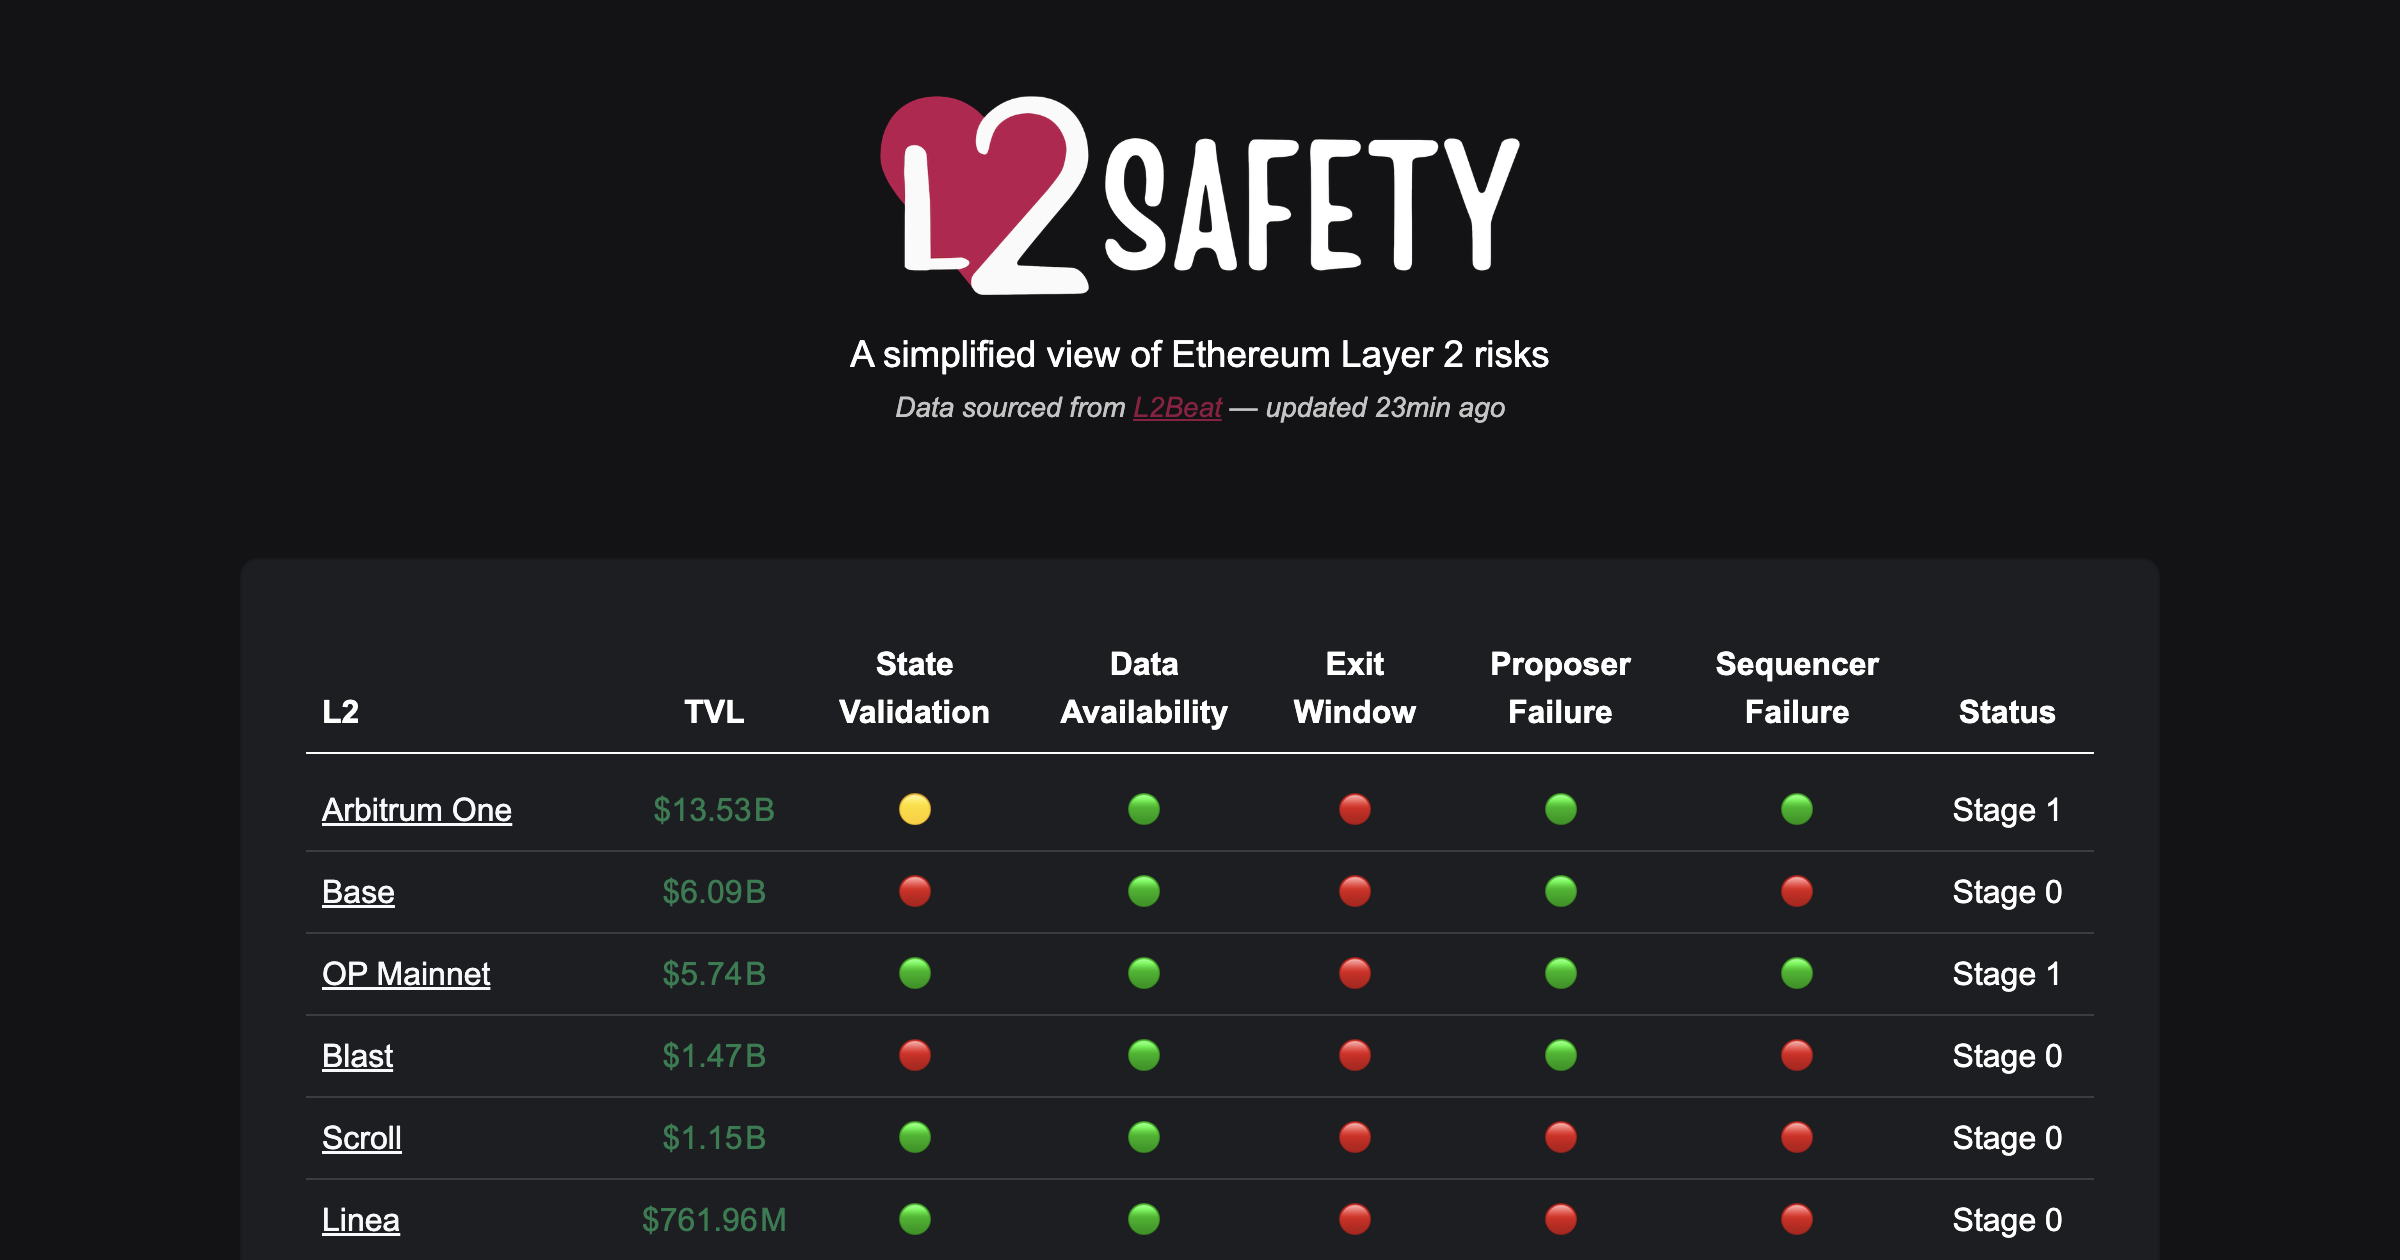 L2 SAFETY
A simplified view of Ethereum Layer 2 risks
Data sourced from L2Beat — updated 23min ago
L2 TVL State Validation Data Availability Exit Window Proposer Failure Sequencer Failure Status
Arbitrum One $13.53B Stage 1
Base $6.09B Stage 0
OP Mainnet $5.74B Stage 1
Blast $1.47B Stage 0
Scroll $1.15B Stage 0
Linea $761.96M Stage 0